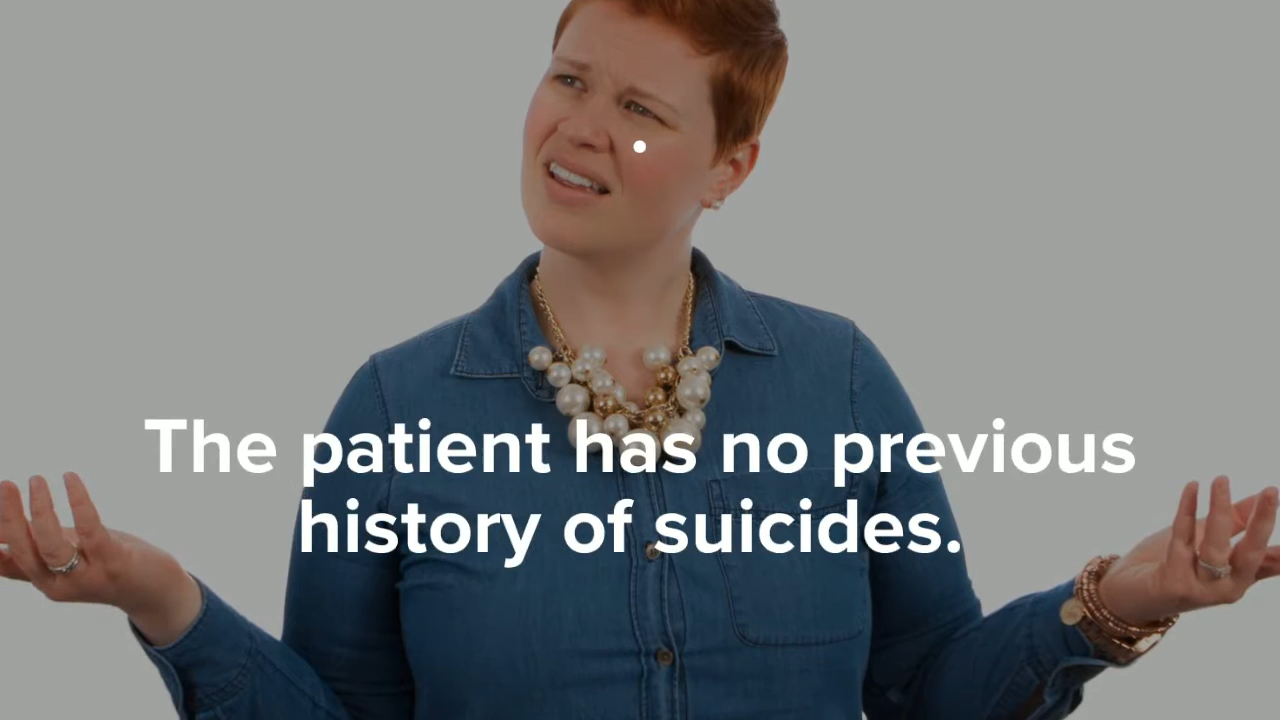 The patient has no previous
history of suicides.